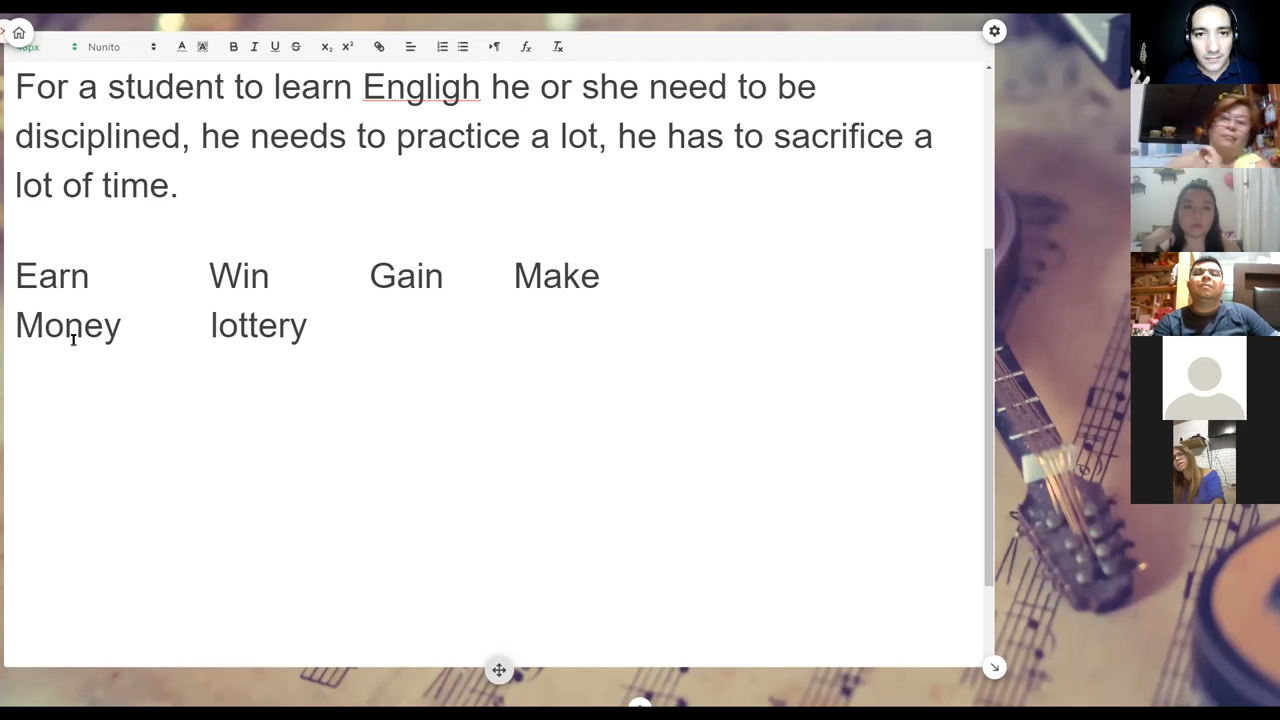 Nunito
For a student to learn Engligh he or she need to be
disciplined, he needs to practice a lot, he has to sacrifice a
lot of time.
Earn Win Gain Make
Money lottery